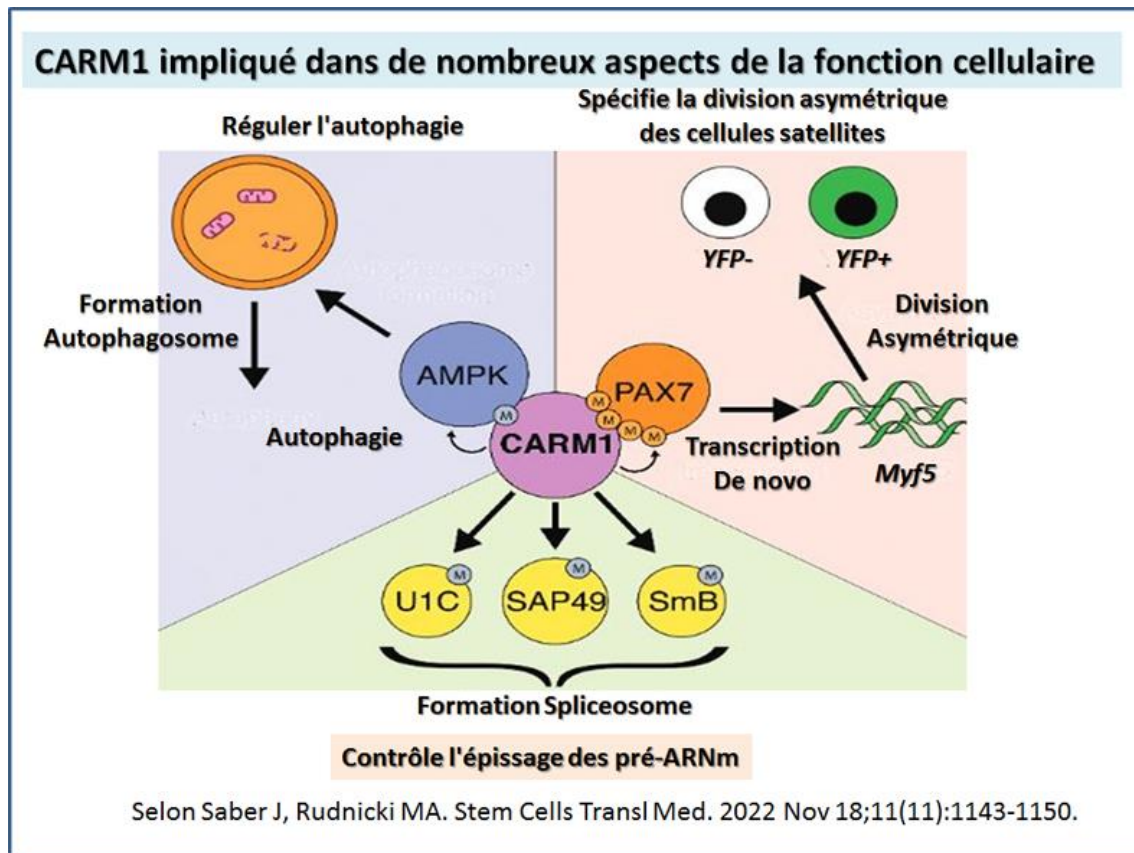 CARM1 impliqué dans de nombreux aspects de la fonction cellulaire
Réguler l'autophagie
Spécifie la division asymétrique
des cellules satellites
YFP-
YFP+
Formation
Autophagosome
Division
Asymétrique
AMPK
PAX7
M
M
M
M
M
CARM1
Autophagie
Transcription
De novo
Myf5
M
M
M
U1C
SAP49
SmB
Formation Spliceosome
Contrôle l'épissage des pré-ARNm
Selon Saber J, Rudnicki MA. Stem Cells Transl Med. 2022 Nov 18;11(11):1143-1150.